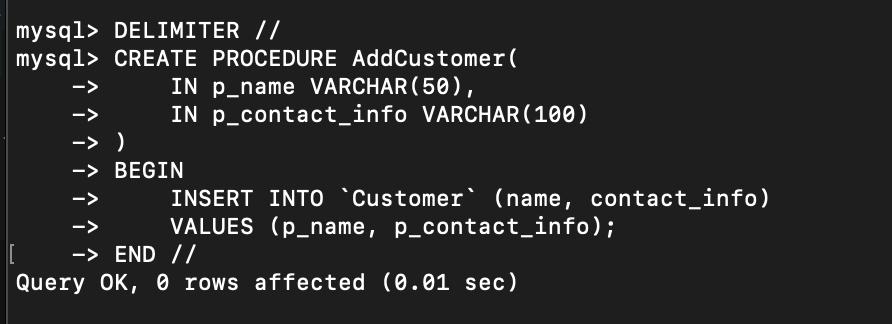 mysql> DELIMITER //
mysql> CREATE PROCEDURE AddCustomer(
    ->     IN p_name VARCHAR(50),
    ->     IN p_contact_info VARCHAR(100)
    -> )
    -> BEGIN
    ->     INSERT INTO `Customer` (name, contact_info)
    ->     VALUES (p_name, p_contact_info);
[    -> END //
Query OK, 0 rows affected (0.01 sec)